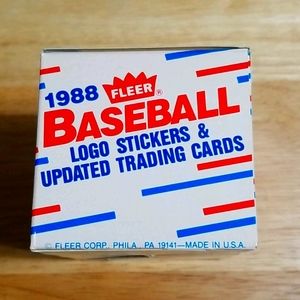 1988 FLEER®
BASEBALL
LOGO STICKERS &
UPDATED TRADING CARDS
© FLEER CORP., PHILA., PA 19141—MADE IN U.S.A.